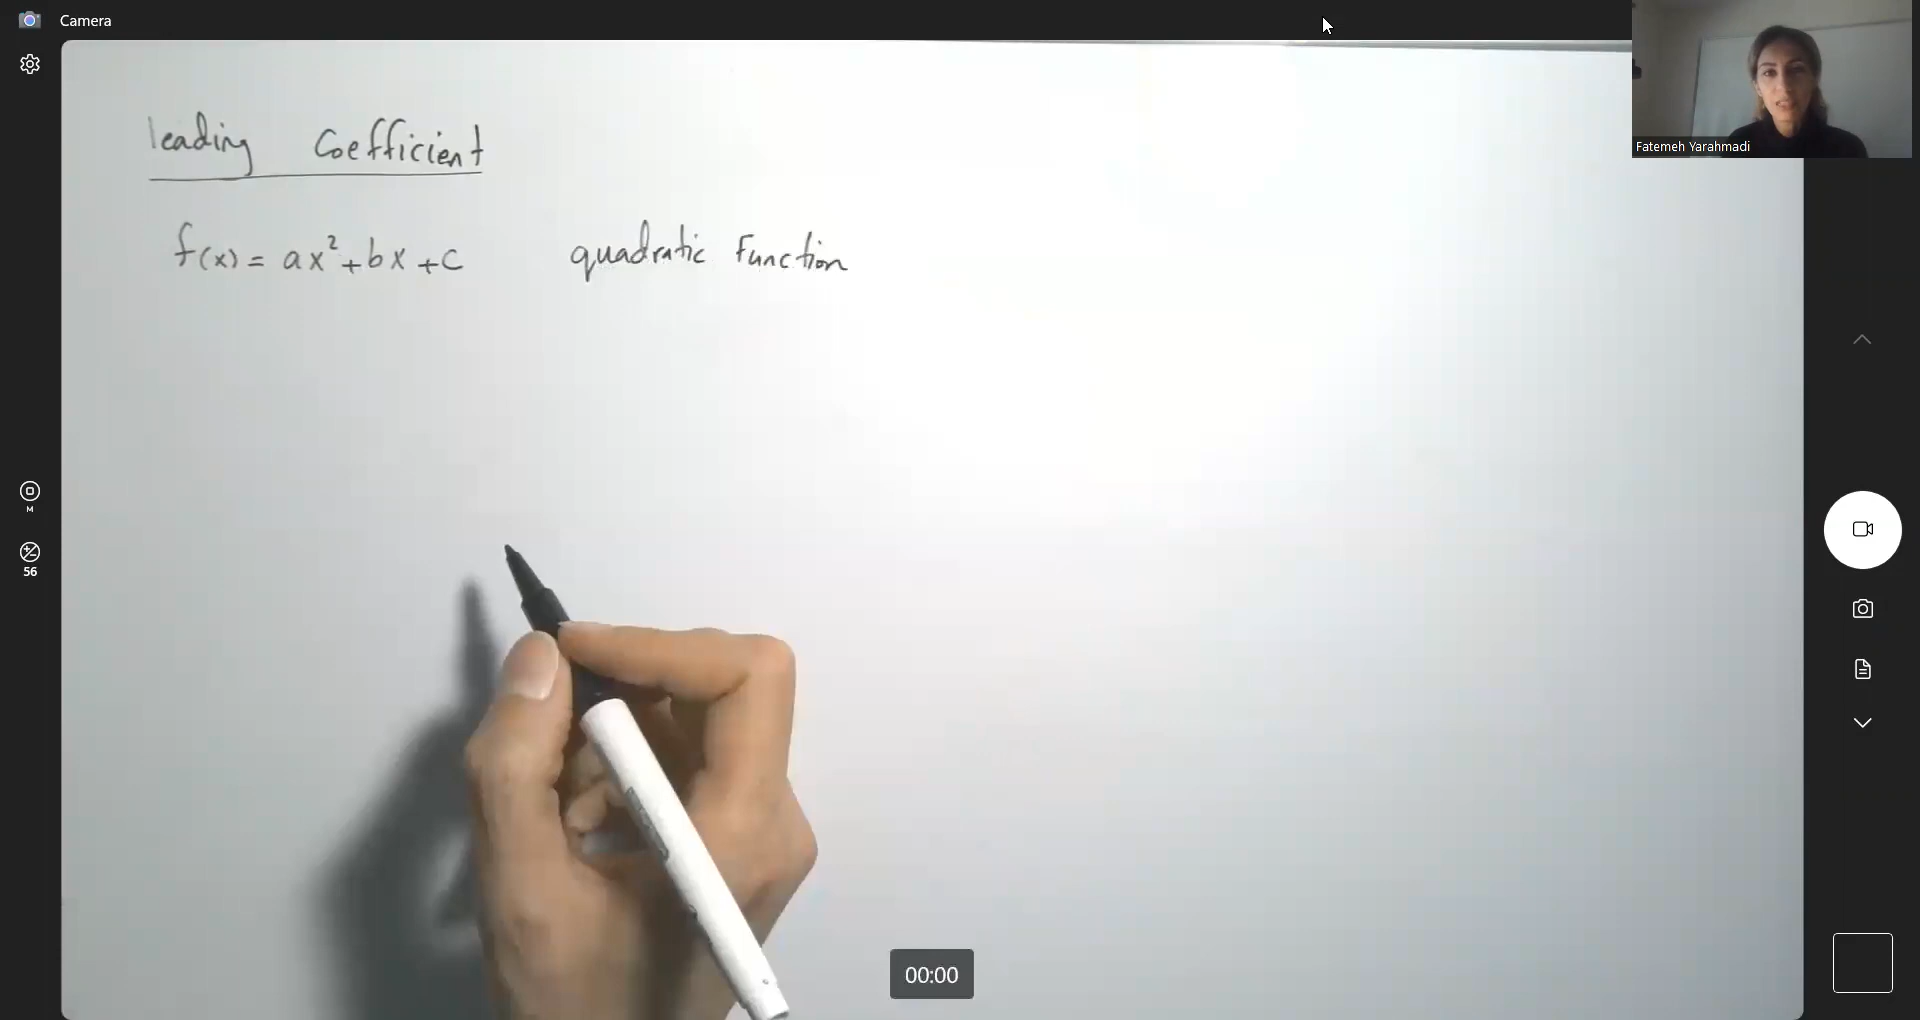 Camera
Fatemeh Yarahmadi
leading Coefficient
f(x) = ax²+bx+c quadratic Function
M
56
00:00